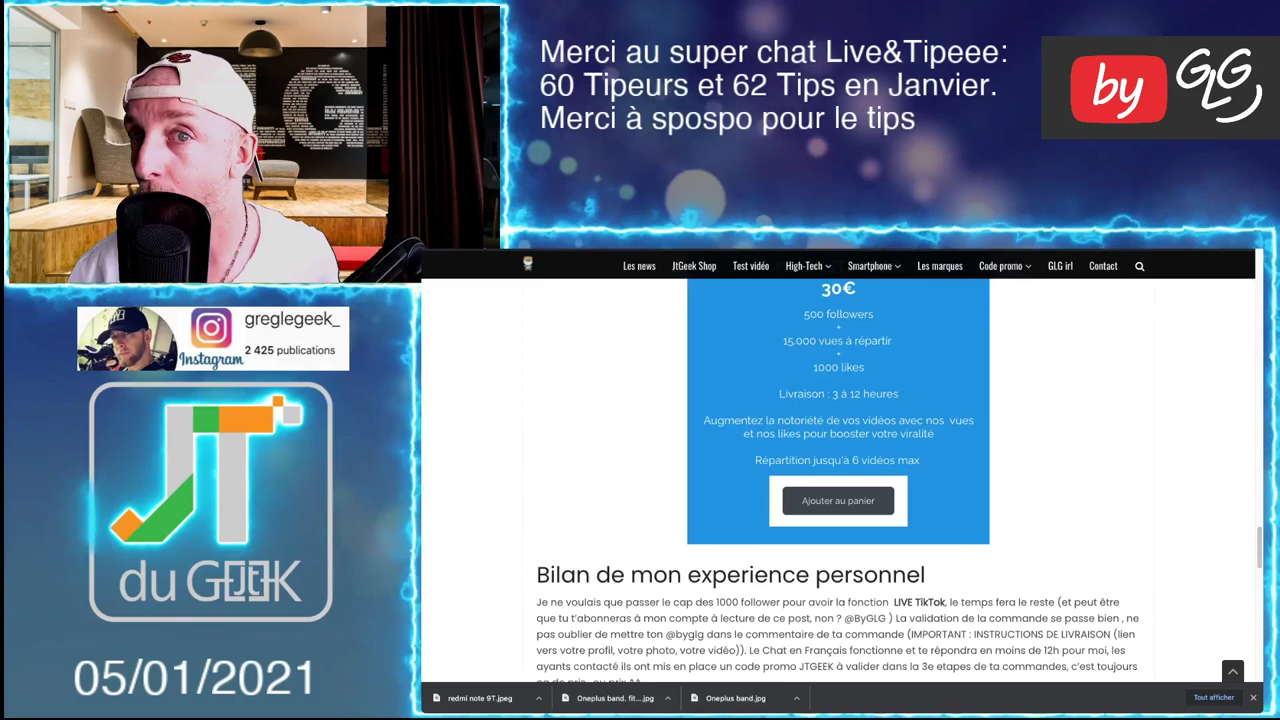 Merci au super chat Live&Tipeee:
60 Tipeurs et 62 Tips en Janvier.
Merci à spospo pour le tips
by GLG
greglegeek_
Instagram
2 425 publications
JT
du GEEK
05/01/2021
Les news JtGeek Shop Test vidéo High-Tech Smartphone Les marques Code promo GLG irl Contact
30€
500 followers
+
15.000 vues à répartir
+
1000 likes
Livraison : 3 à 12 heures
Augmentez la notoriété de vos vidéos avec nos vues
et nos likes pour booster votre viralité
Répartition jusqu'à 6 vidéos max
Ajouter au panier
Bilan de mon experience personnel
Je ne voulais que passer le cap des 1000 follower pour avoir la fonction LIVE TikTok, le temps fera le reste (et peut être
que tu t'abonneras à mon compte à lecture de ce post, non ? @ByGLG ) La validation de la commande se passe bien , ne
pas oublier de mettre ton @byglg dans le commentaire de ta commande (IMPORTANT : INSTRUCTIONS DE LIVRAISON (lien
vers votre profil, votre photo, votre vidéo)). Le Chat en Français fonctionne et te répondra en moins de 12h pour moi, les
ayants contacté ils ont mis en place un code promo JTGEEK à valider dans la 3e etapes de ta commandes, c'est toujours
redmi note 9T.jpeg
Oneplus band. fit....jpg
Oneplus band.jpg
Tout afficher